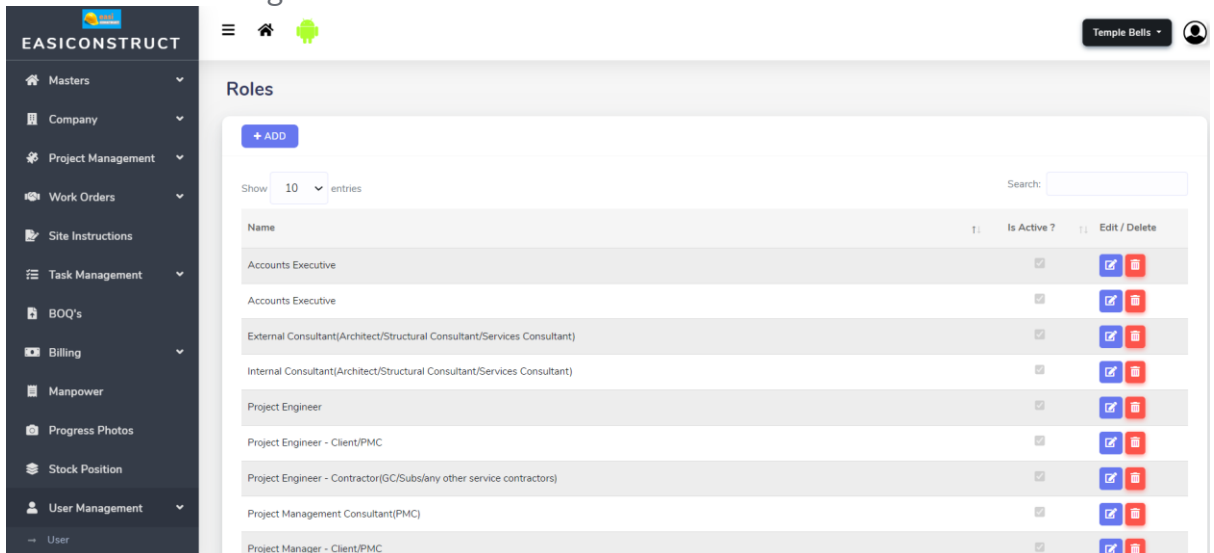 EASICONSTRUCT
Temple Bells
Masters
Company
Project Management
Work Orders
Site Instructions
Task Management
BOQ's
Billing
Manpower
Progress Photos
Stock Position
User Management
→ User
Roles
+ ADD
Show 10 entries
Search:
Name Is Active ? Edit / Delete
Accounts Executive
Accounts Executive
External Consultant(Architect/Structural Consultant/Services Consultant)
Internal Consultant(Architect/Structural Consultant/Services Consultant)
Project Engineer
Project Engineer - Client/PMC
Project Engineer - Contractor(GC/Subs/any other service contractors)
Project Management Consultant(PMC)
Project Manager - Client/PMC